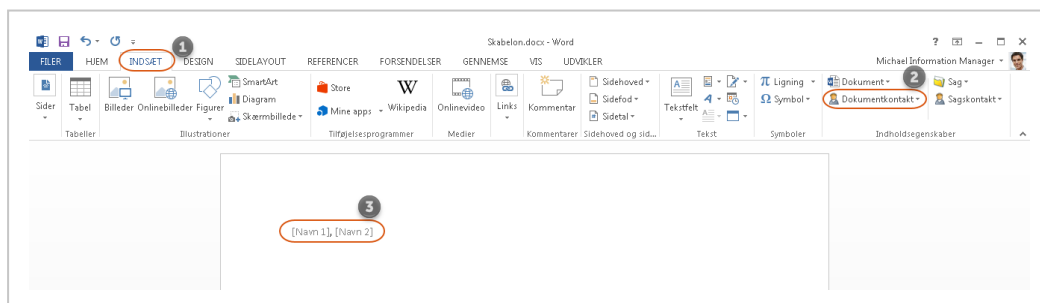 Skabelon.docx - Word
1
FILER HJEM INDSÆT DESIGN SIDELAYOUT REFERENCER FORSENDELSER GENNEMSE VIS UDVIKLER Michael Information Manager
2
SmartArt Store Sidehoved Ligning Dokument Sag
Sider Tabel Billeder Onlinebilleder Figurer Diagram Mine apps Wikipedia Onlinevideo Links Kommentar Sidefod Tekstfelt Symbol Dokumentkontakt Sagskontakt
Skærmbillede Sidetal
Tabeller Illustrationer Tilføjelsesprogrammer Medier Kommentarer Sidehoved og sid... Tekst Symboler Indholdsegenskaber
3
[Navn 1], [Navn 2]